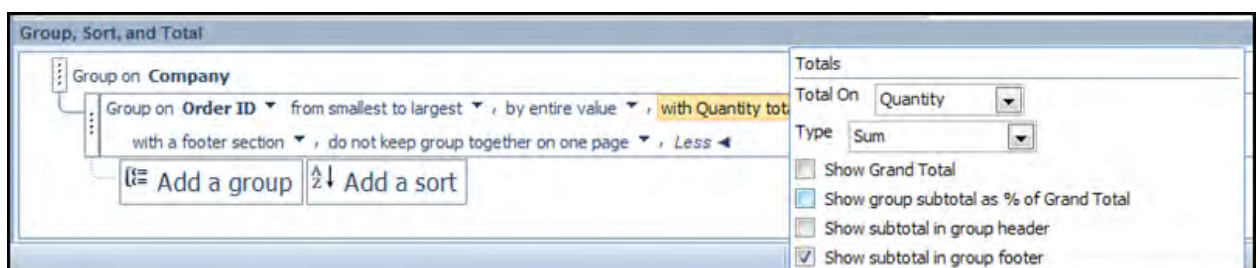 Group, Sort, and Total
Group on Company
Group on Order ID from smallest to largest , by entire value , with Quantity tot
with a footer section , do not keep group together on one page , Less
Add a group
Add a sort
Totals
Total On Quantity
Type Sum
Show Grand Total
Show group subtotal as % of Grand Total
Show subtotal in group header
Show subtotal in group footer